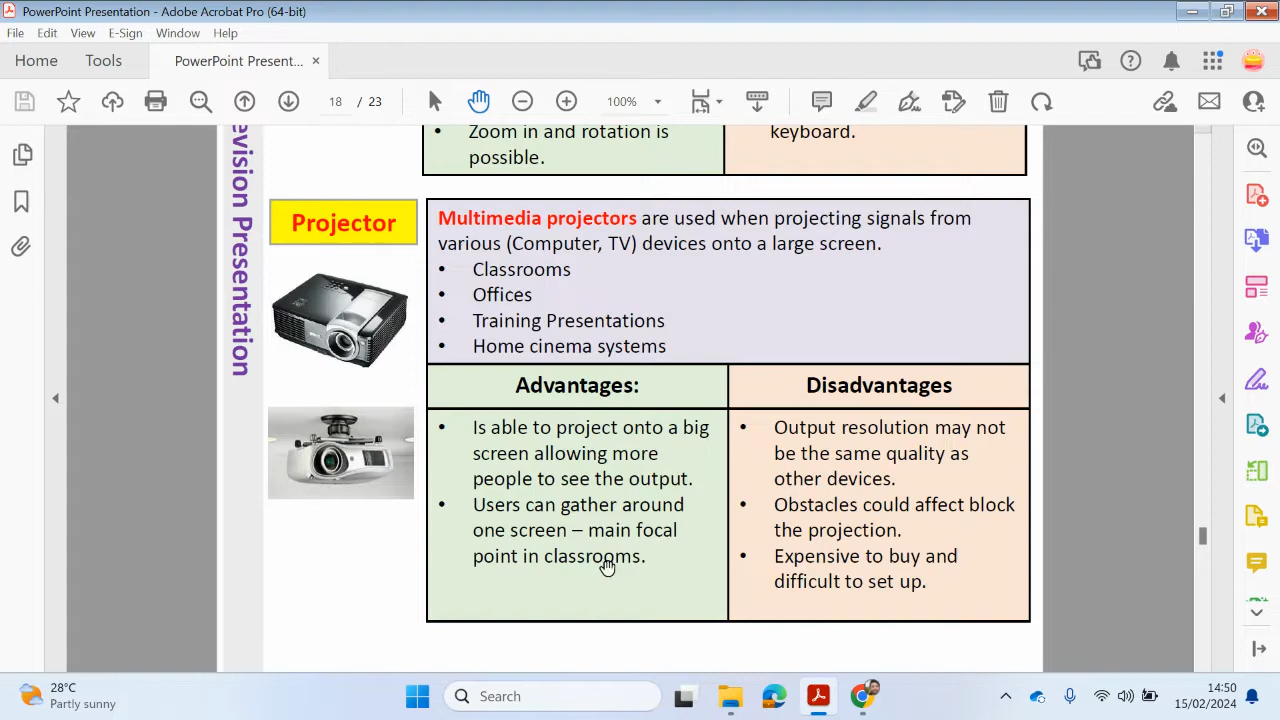 PowerPoint Presentation - Adobe Acrobat Pro (64-bit)
File Edit View E-Sign Window Help
Home Tools PowerPoint Present... ×
18 / 23 100%
evision Presentation
• Zoom in and rotation is
possible.
keyboard.
Projector
Multimedia projectors are used when projecting signals from
various (Computer, TV) devices onto a large screen.
• Classrooms
• Offices
• Training Presentations
• Home cinema systems
Advantages:
• Is able to project onto a big
screen allowing more
people to see the output.
• Users can gather around
one screen – main focal
point in classrooms.
Disadvantages
• Output resolution may not
be the same quality as
other devices.
• Obstacles could affect block
the projection.
• Expensive to buy and
difficult to set up.
28°C
Partly sunny
Search
14:50
15/02/2024